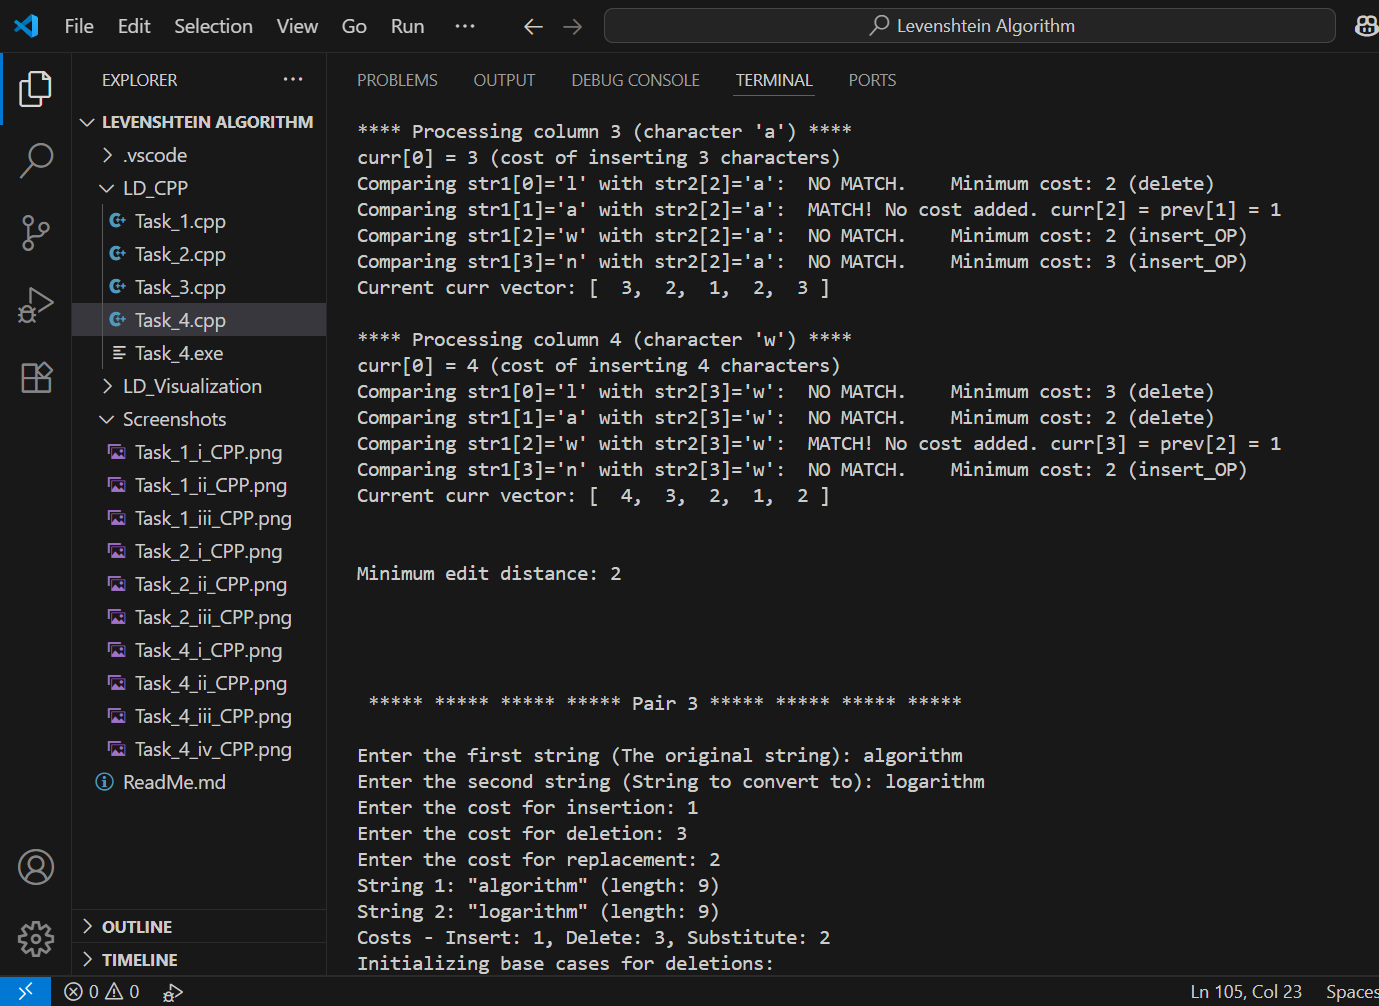 File Edit Selection View Go Run ··· ← → Levenshtein Algorithm
EXPLORER ···
LEVENSHTEIN ALGORITHM
.vscode
LD_CPP
Task_1.cpp
Task_2.cpp
Task_3.cpp
Task_4.cpp
Task_4.exe
LD_Visualization
Screenshots
Task_1_i_CPP.png
Task_1_ii_CPP.png
Task_1_iii_CPP.png
Task_2_i_CPP.png
Task_2_ii_CPP.png
Task_2_iii_CPP.png
Task_4_i_CPP.png
Task_4_ii_CPP.png
Task_4_iii_CPP.png
Task_4_iv_CPP.png
ReadMe.md
OUTLINE
TIMELINE
PROBLEMS OUTPUT DEBUG CONSOLE TERMINAL PORTS
**** Processing column 3 (character 'a') ****
curr[0] = 3 (cost of inserting 3 characters)
Comparing str1[0]='l' with str2[2]='a':  NO MATCH.    Minimum cost: 2 (delete)
Comparing str1[1]='a' with str2[2]='a':  MATCH! No cost added. curr[2] = prev[1] = 1
Comparing str1[2]='w' with str2[2]='a':  NO MATCH.    Minimum cost: 2 (insert_OP)
Comparing str1[3]='n' with str2[2]='a':  NO MATCH.    Minimum cost: 3 (insert_OP)
Current curr vector: [  3,  2,  1,  2,  3 ]
**** Processing column 4 (character 'w') ****
curr[0] = 4 (cost of inserting 4 characters)
Comparing str1[0]='l' with str2[3]='w':  NO MATCH.    Minimum cost: 3 (delete)
Comparing str1[1]='a' with str2[3]='w':  NO MATCH.    Minimum cost: 2 (delete)
Comparing str1[2]='w' with str2[3]='w':  MATCH! No cost added. curr[3] = prev[2] = 1
Comparing str1[3]='n' with str2[3]='w':  NO MATCH.    Minimum cost: 2 (insert_OP)
Current curr vector: [  4,  3,  2,  1,  2 ]
Minimum edit distance: 2
***** ***** ***** ***** Pair 3 ***** ***** ***** *****
Enter the first string (The original string): algorithm
Enter the second string (String to convert to): logarithm
Enter the cost for insertion: 1
Enter the cost for deletion: 3
Enter the cost for replacement: 2
String 1: "algorithm" (length: 9)
String 2: "logarithm" (length: 9)
Costs - Insert: 1, Delete: 3, Substitute: 2
Initializing base cases for deletions:
0 0 Ln 105, Col 23 Spaces